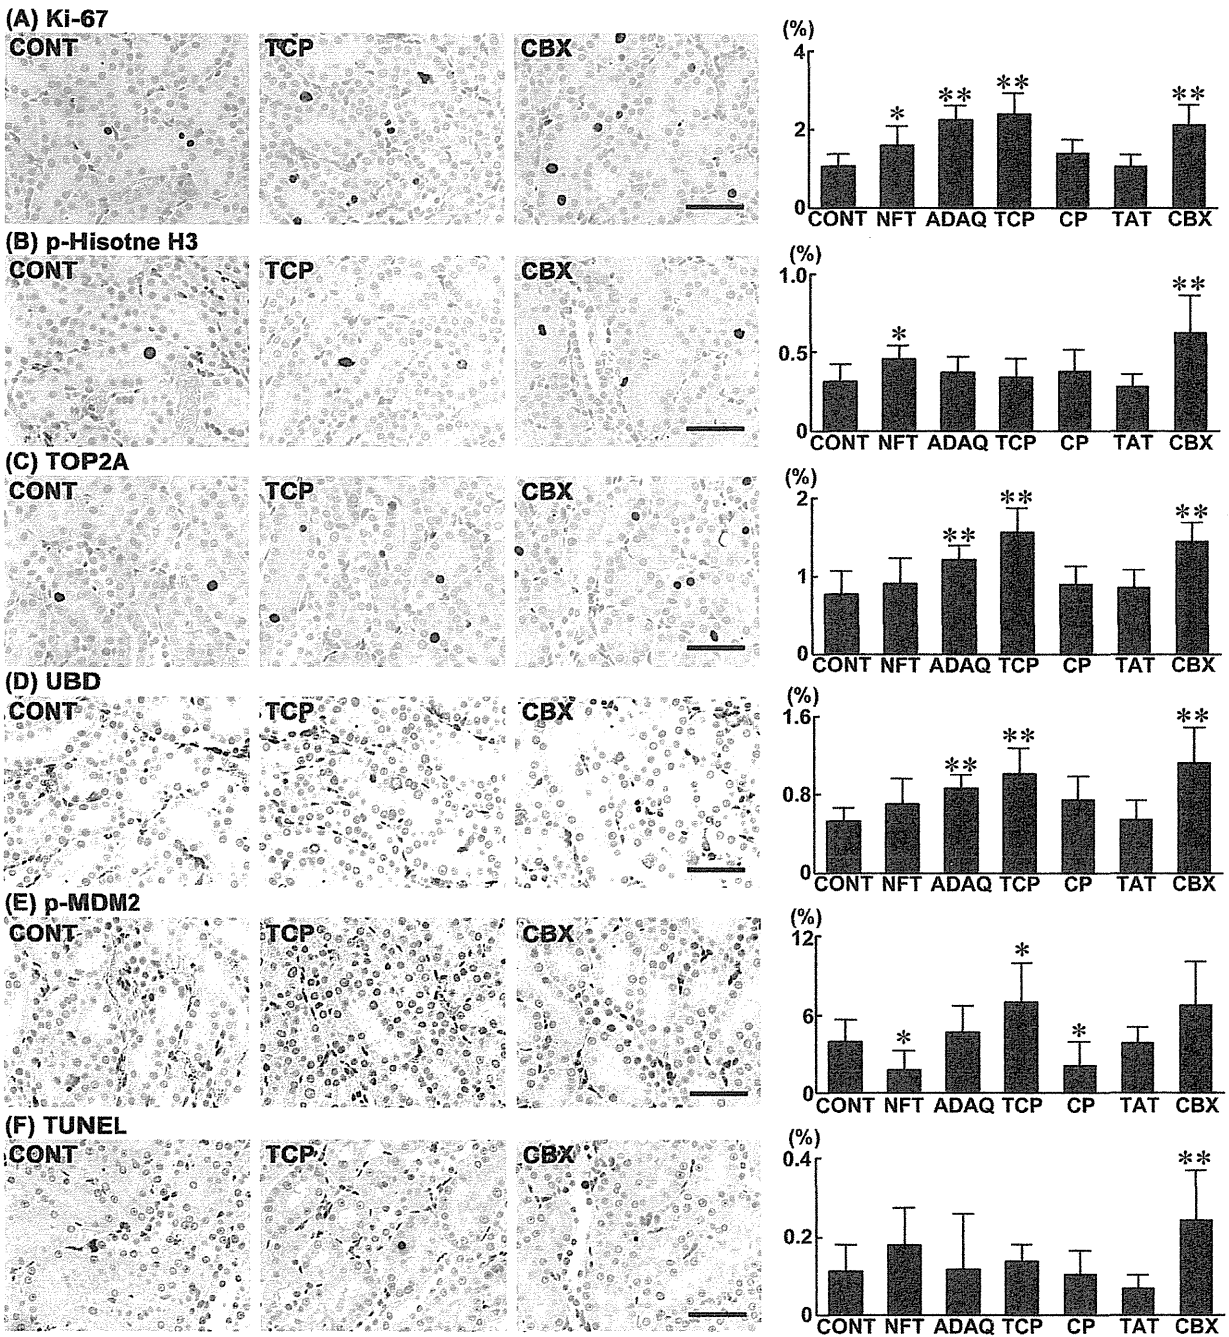 (A) Ki-67
CONT TCP CBX
(%)
4
2
0
* ** ** **
CONT NFT ADAQ TCP CP TAT CBX
(B) p-Hisotne H3
CONT TCP CBX
(%)
1.0
0.5
0
* **
CONT NFT ADAQ TCP CP TAT CBX
(C) TOP2A
CONT TCP CBX
(%)
2
1
0
** ** **
CONT NFT ADAQ TCP CP TAT CBX
(D) UBD
CONT TCP CBX
(%)
1.6
0.8
0
** ** **
CONT NFT ADAQ TCP CP TAT CBX
(E) p-MDM2
CONT TCP CBX
(%)
12
6
0
* * *
CONT NFT ADAQ TCP CP TAT CBX
(F) TUNEL
CONT TCP CBX
(%)
0.4
0.2
0
**
CONT NFT ADAQ TCP CP TAT CBX